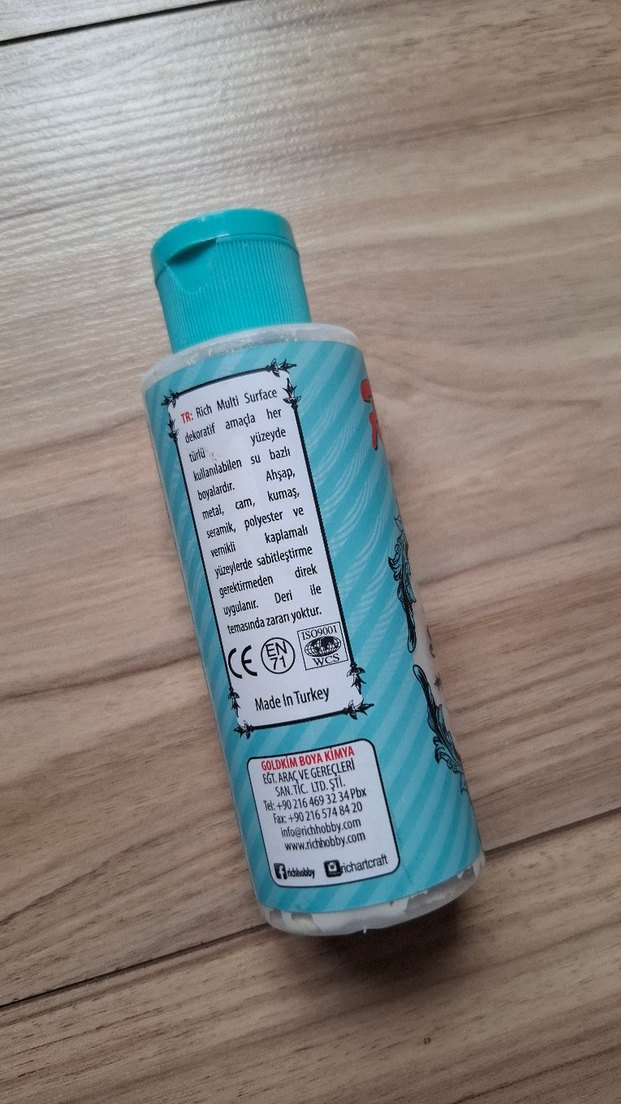 TR: Rich Multi Surface
dekoratif amaçla her
türlü yüzeyde
kullanılabilen su bazlı
boyalardır. Ahşap,
metal, cam, kumaş,
seramik, polyester ve
vernikli kaplamalı
yüzeylerde sabitleştirme
gerektirmeden direk
uygulanır. Deri ile
temasında zararı yoktur.
CE
EN
71
ISO9001
WCS
Made In Turkey
GOLDKİM BOYA KİMYA
EĞT. ARAÇ VE GEREÇLERİ
SAN. TİC. LTD. ŞTİ.
Tel: +90 216 469 32 34 Pbx
Fax: +90 216 574 84 20
info@richhobby.com
www.richhobby.com
richhobby
richartcraft